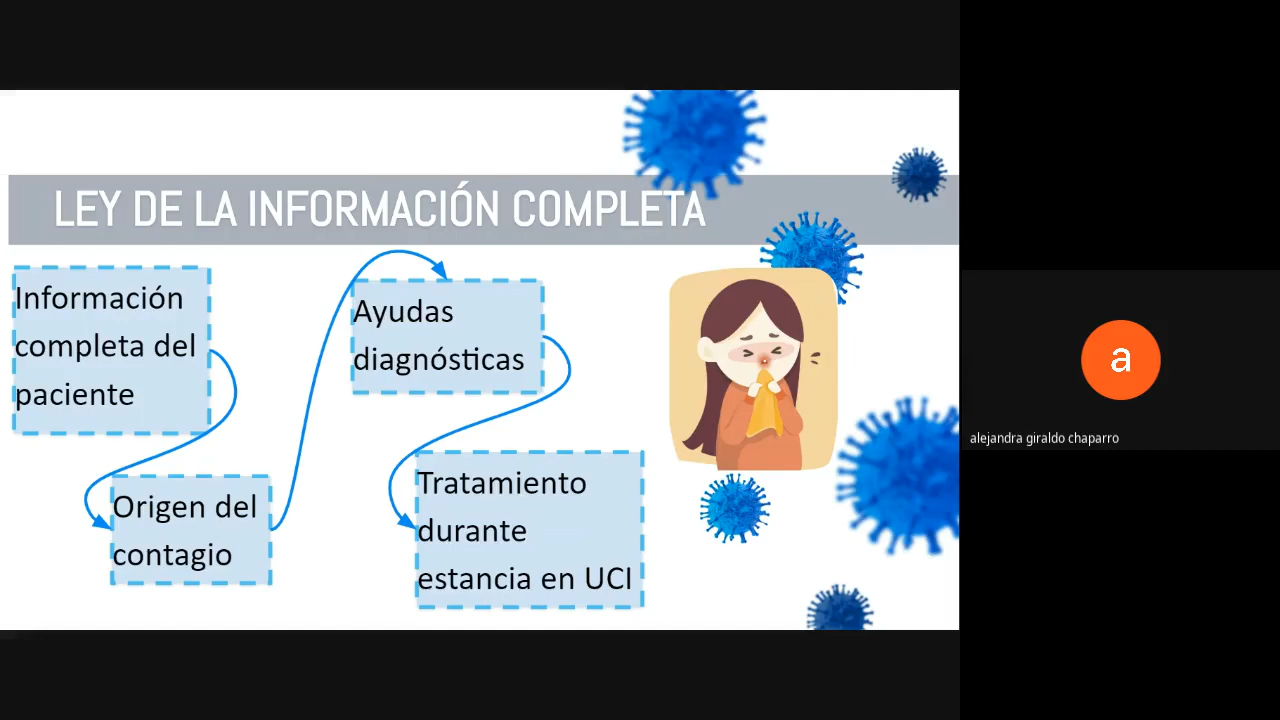 LEY DE LA INFORMACIÓN COMPLETA
Información
completa del
paciente
Origen del
contagio
Ayudas
diagnósticas
Tratamiento
durante
estancia en UCI
a
alejandra giraldo chaparro